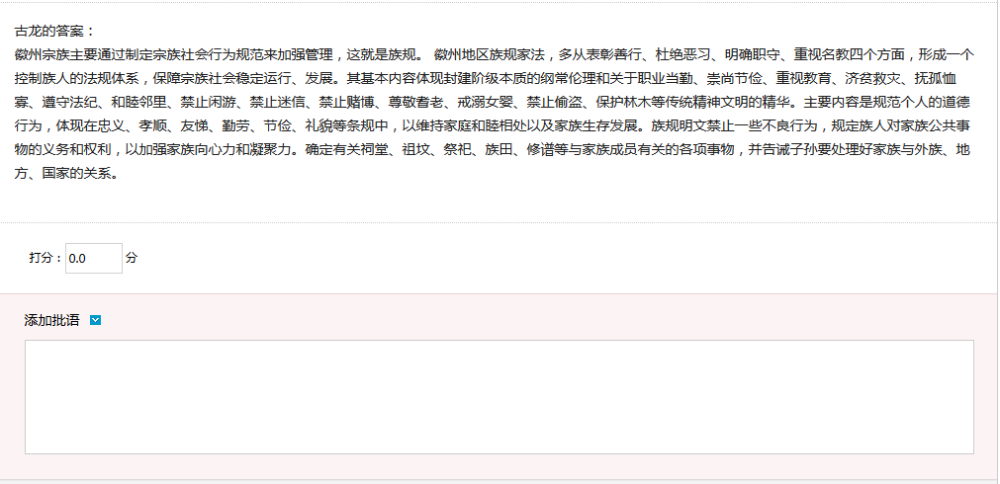 古龙的答案：
徽州宗族主要通过制定宗族社会行为规范来加强管理，这就是族规。 徽州地区族规家法，多从表彰善行、杜绝恶习、明确职守、重视名教四个方面，形成一个
控制族人的法规体系，保障宗族社会稳定运行、发展。其基本内容体现封建阶级本质的纲常伦理和关于职业当勤、崇尚节俭、重视教育、济贫救灾、抚孤恤
寡、遵守法纪、和睦邻里、禁止闲游、禁止迷信、禁止赌博、尊敬耆老、戒溺女婴、禁止偷盗、保护林木等传统精神文明的精华。主要内容是规范个人的道德
行为，体现在忠义、孝顺、友悌、勤劳、节俭、礼貌等条规中，以维持家庭和睦相处以及家族生存发展。族规明文禁止一些不良行为，规定族人对家族公共事
物的义务和权利，以加强家族向心力和凝聚力。确定有关祠堂、祖坟、祭祀、族田、修谱等与家族成员有关的各项事物，并告诫子孙要处理好家族与外族、地
方、国家的关系。
打分：0.0 分
添加批语